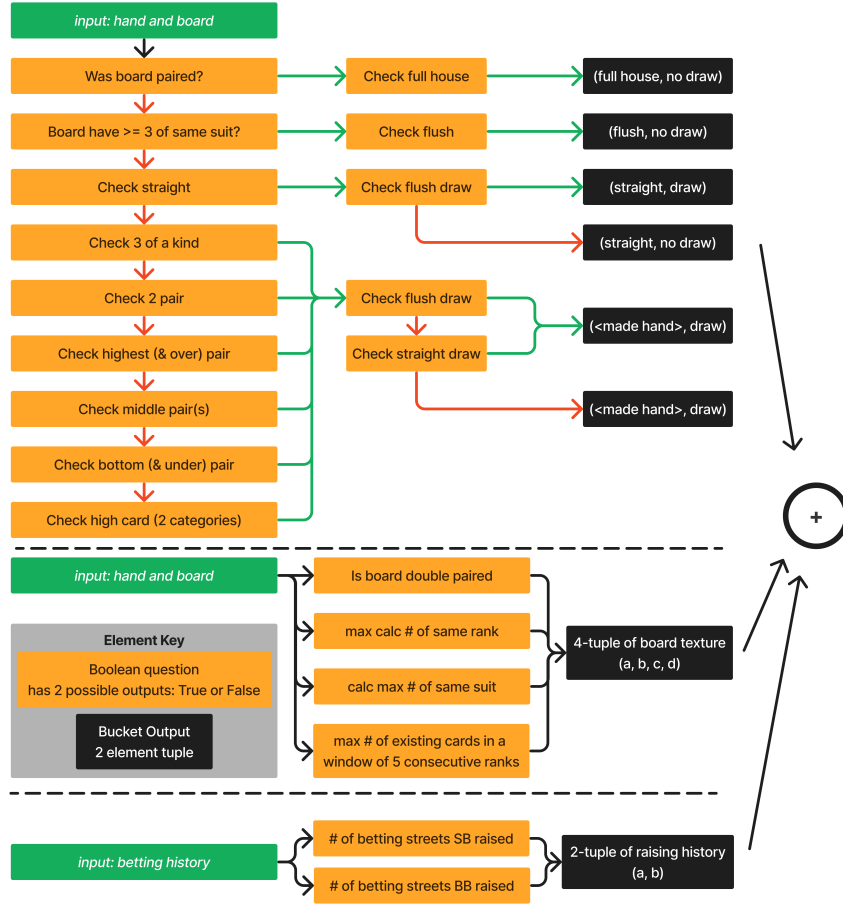 input: hand and board
Was board paired?
Check full house
(full house, no draw)
Board have >= 3 of same suit?
Check flush
(flush, no draw)
Check straight
Check flush draw
(straight, draw)
Check 3 of a kind
(straight, no draw)
Check 2 pair
Check flush draw
(<made hand>, draw)
Check highest (& over) pair
Check straight draw
Check middle pair(s)
(<made hand>, draw)
Check bottom (& under) pair
Check high card (2 categories)
+
input: hand and board
Is board double paired
Element Key
Boolean question
has 2 possible outputs: True or False
Bucket Output
2 element tuple
max calc # of same rank
calc max # of same suit
max # of existing cards in a
window of 5 consecutive ranks
4-tuple of board texture
(a, b, c, d)
input: betting history
# of betting streets SB raised
# of betting streets BB raised
2-tuple of raising history
(a, b)